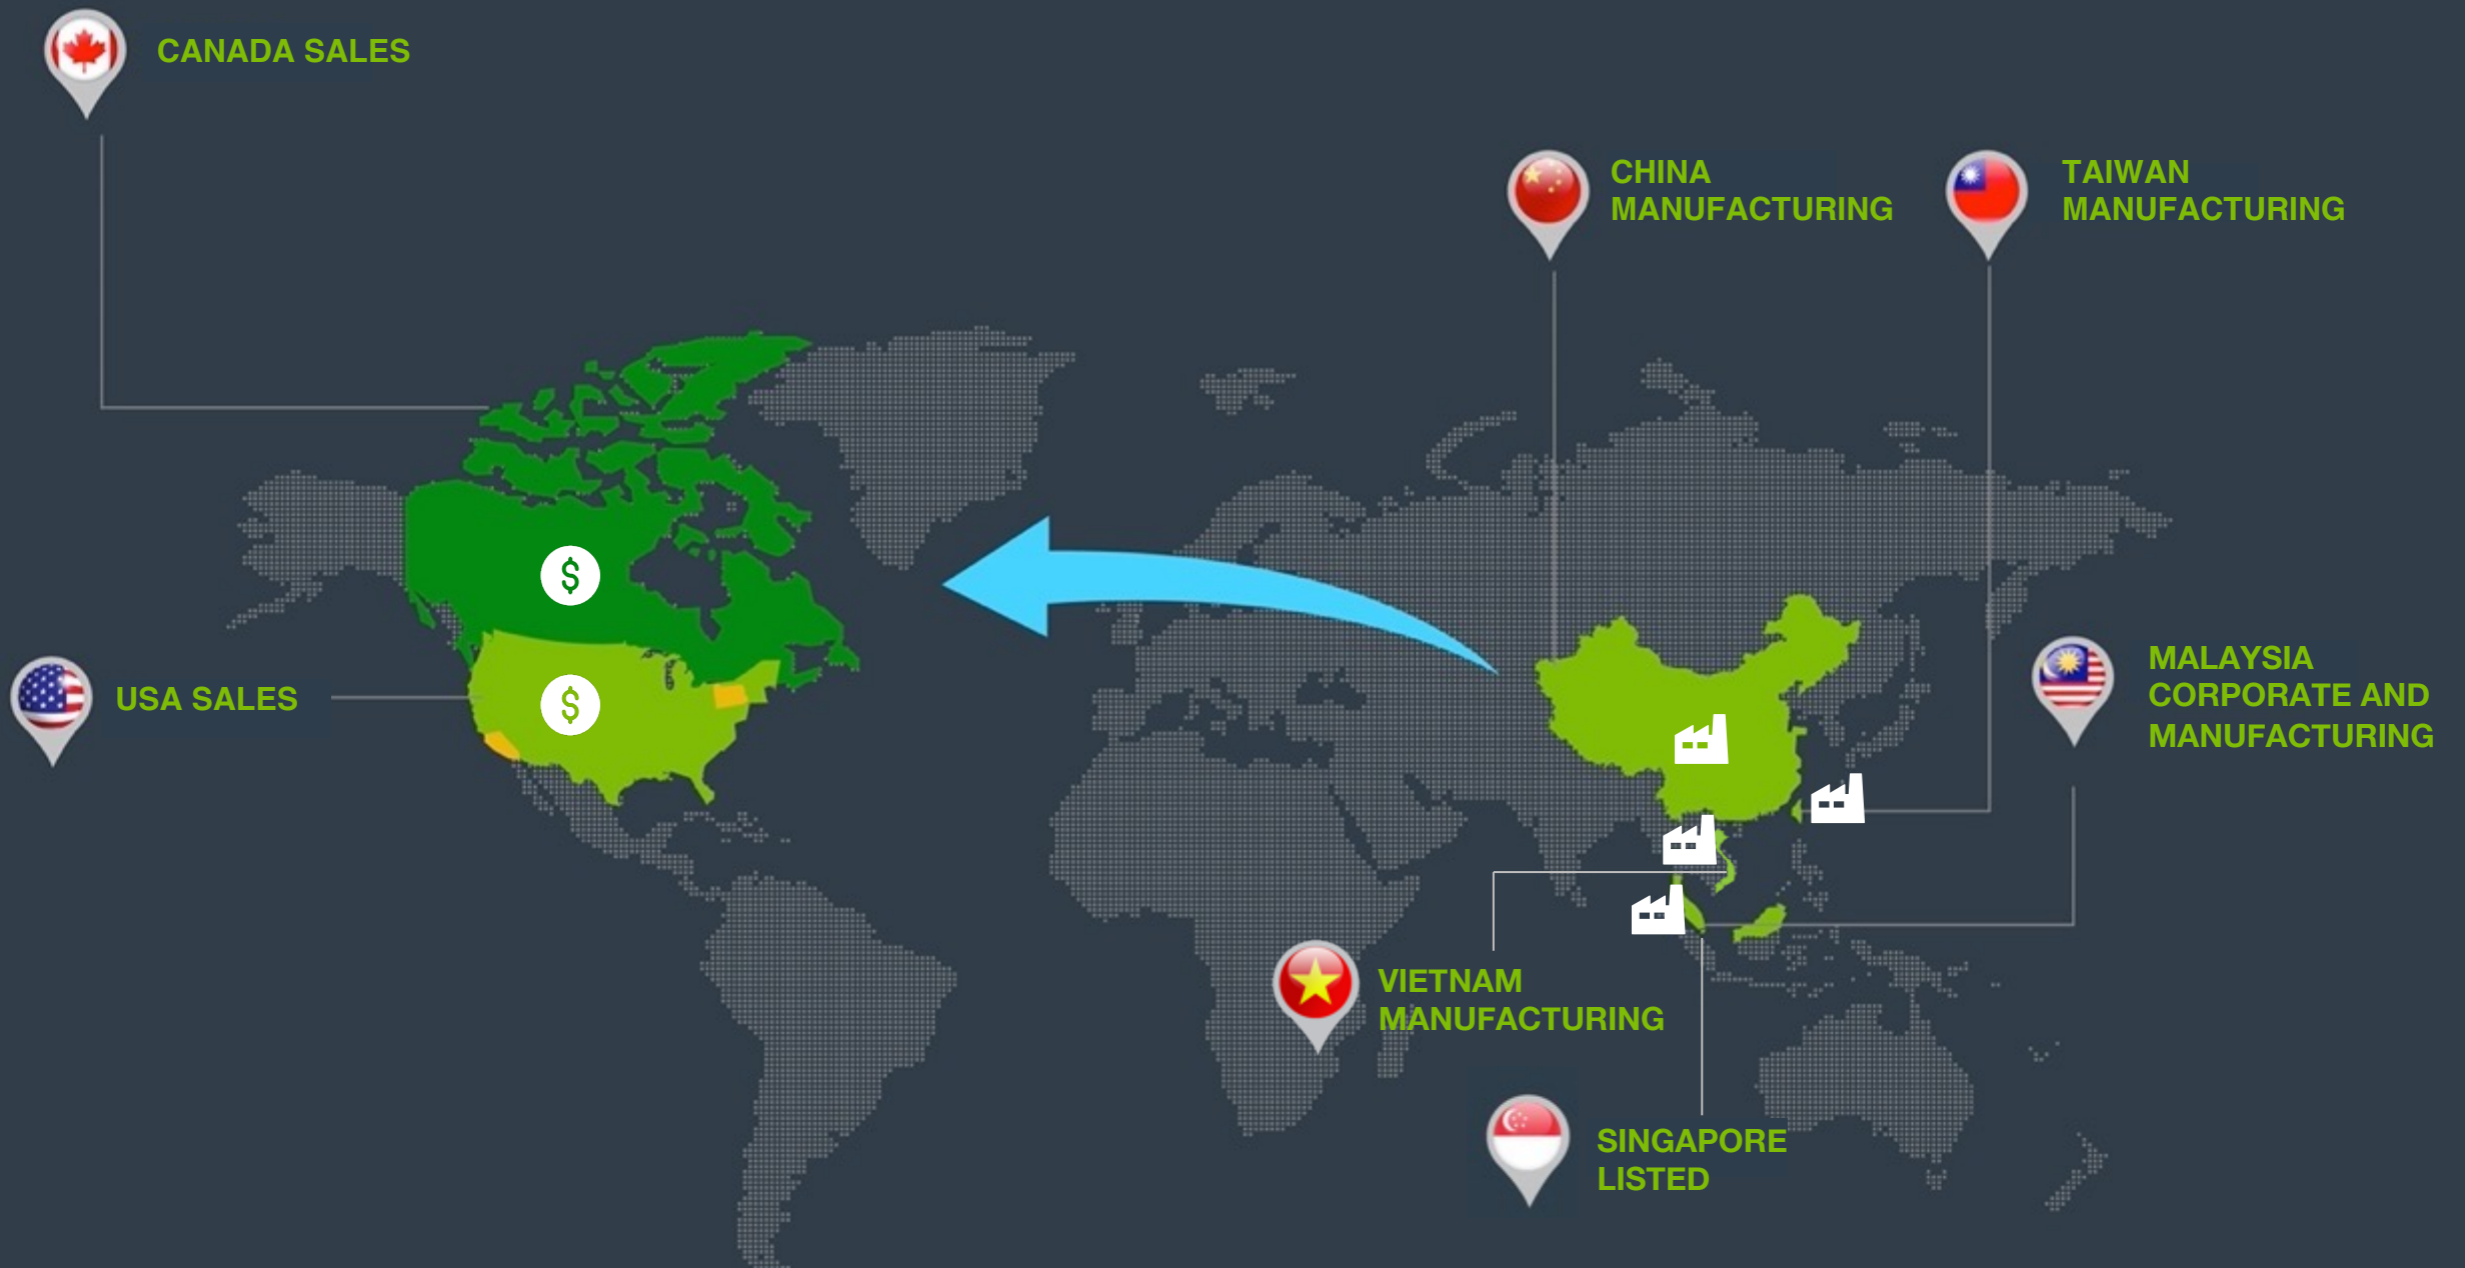 CANADA SALES
CHINA
MANUFACTURING
TAIWAN
MANUFACTURING
$
USA SALES
$
MALAYSIA
CORPORATE AND
MANUFACTURING
VIETNAM
MANUFACTURING
SINGAPORE
LISTED